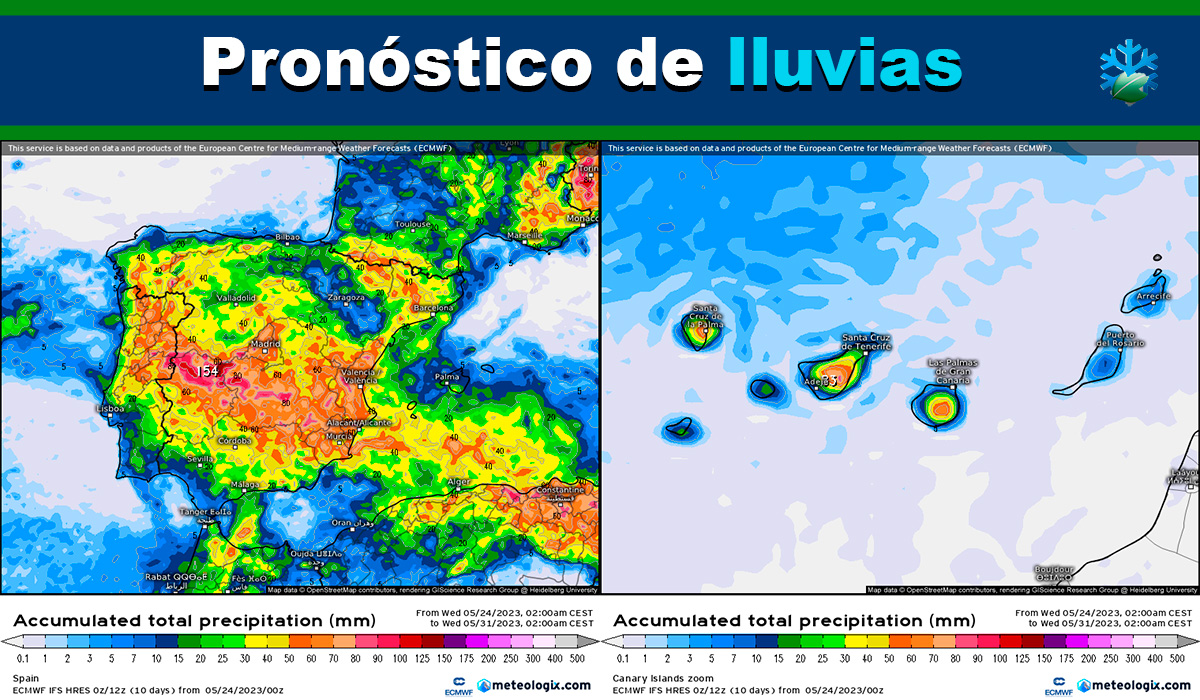 Pronóstico de lluvias
This service is based on data and products of the European Centre for Medium-range Weather Forecasts (ECMWF)
Lyon
Torin
Monaco
Toulouse
Marseille
Bilbao
Valladolid
Zaragoza
Barcelona
Madrid
154
Valencia /
València
Palma
Lisboa
Alacant/Alicante
Murcia
Córdoba
Sevilla
Málaga
Alger
Constantine
قسنطينة
Tanger
طنجة
Oran وهران
Oujda
وجدة
Rabat
الرباط
Fès
فاس
Map data © OpenStreetMap contributors, rendering GIScience Research Group @ Heidelberg University
Accumulated total precipitation (mm)
From Wed 05/24/2023, 02:00am CEST
to Wed 05/31/2023, 02:00am CEST
0.1 1 2 3 5 7 10 15 20 25 30 40 50 60 70 80 90 100 125 150 175 200 250 300 400 500
Spain
ECMWF IFS HRES 0z/12z (10 days) from 05/24/2023/00z
ECMWF
meteologix.com
This service is based on data and products of the European Centre for Medium-range Weather Forecasts (ECMWF)
Arrecife
Santa
Cruz de
la Palma
Puerto
del Rosario
Santa Cruz
de Tenerife
Adeje
Las Palmas
de Gran
Canaria
Laâyou
Boujdour
Map data © OpenStreetMap contributors, rendering GIScience Research Group @ Heidelberg University
Accumulated total precipitation (mm)
From Wed 05/24/2023, 02:00am CEST
to Wed 05/31/2023, 02:00am CEST
0.1 1 2 3 5 7 10 15 20 25 30 40 50 60 70 80 90 100 125 150 175 200 250 300 400 500
Canary Islands zoom
ECMWF IFS HRES 0z/12z (10 days) from 05/24/2023/00z
ECMWF
meteologix.com